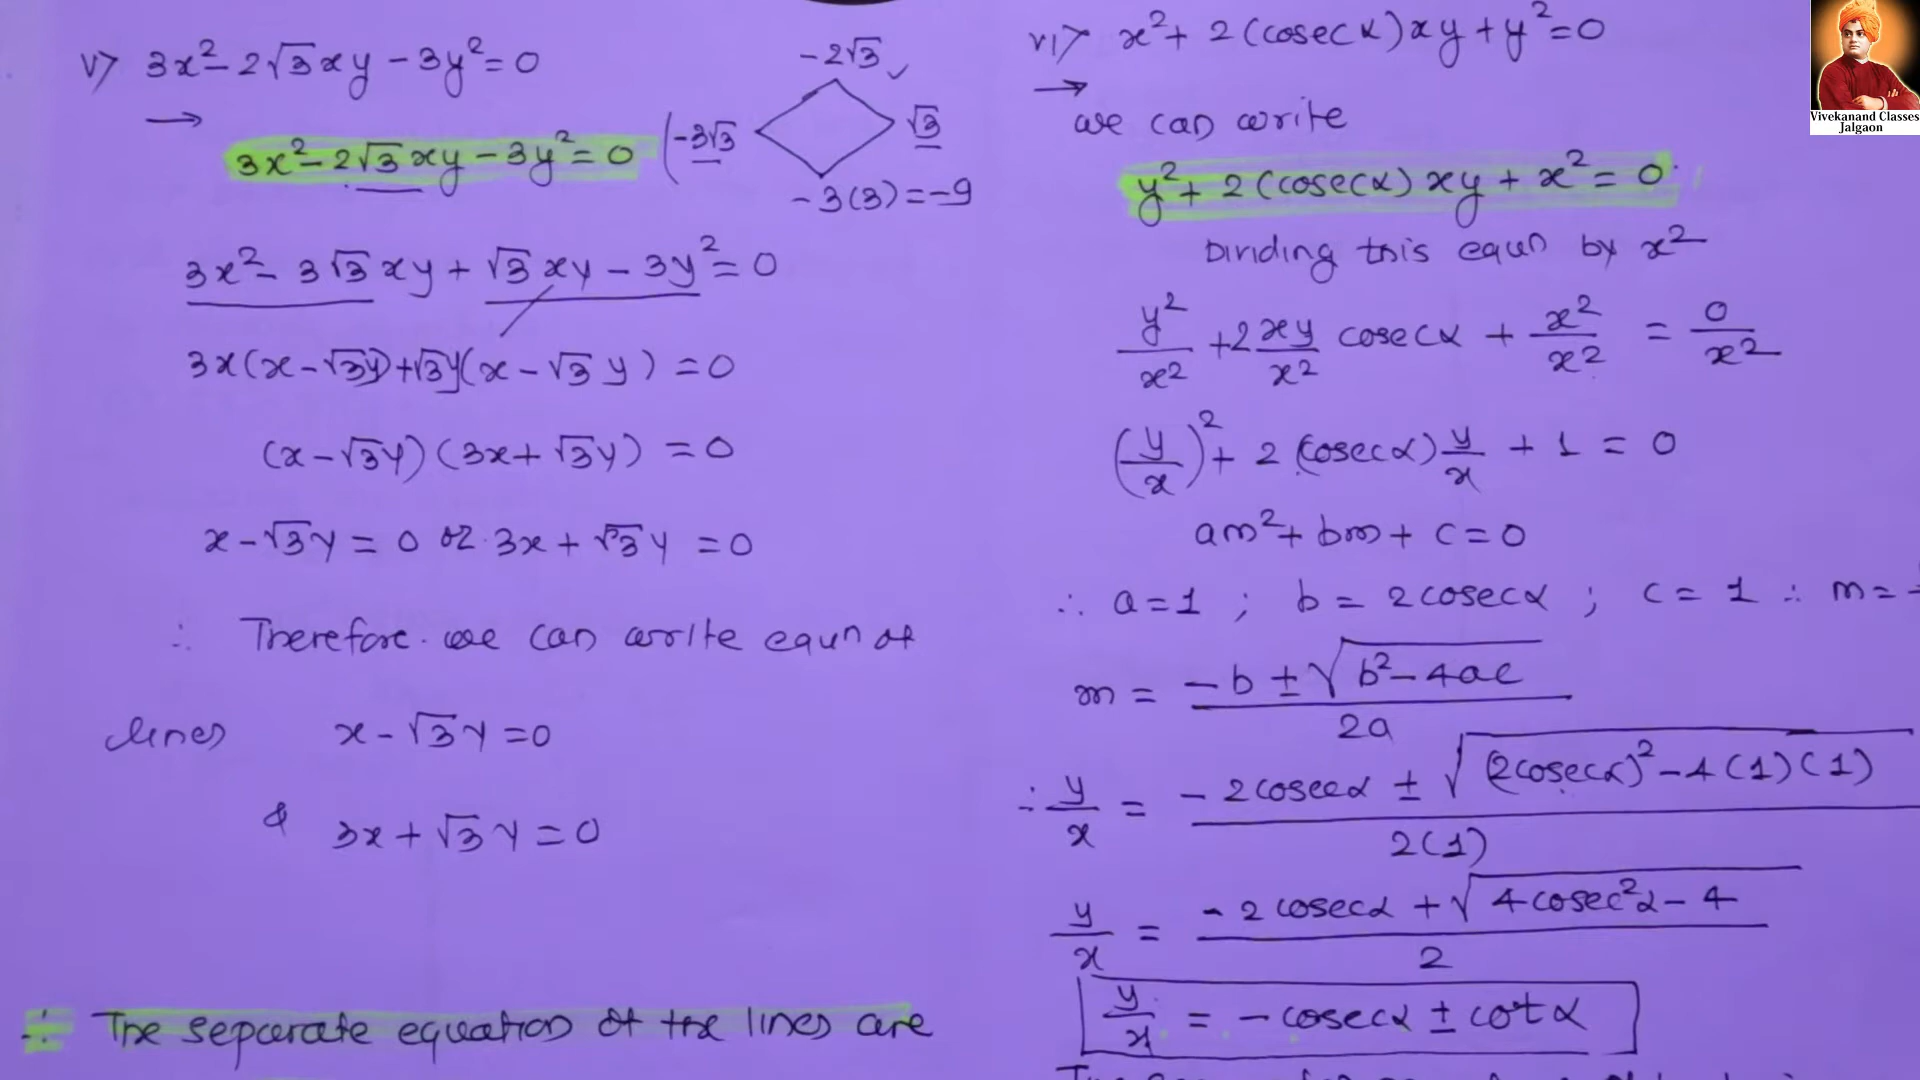 v) 3x² - 2√3xy - 3y² = 0
→
3x² - 2√3xy - 3y² = 0
-2√3 ✓
(-3√3
√3
-3(3) = -9
3x² - 3√3xy + √3xy - 3y² = 0
3x(x - √3y) + √3y(x - √3y) = 0
(x - √3y)(3x + √3y) = 0
x - √3y = 0 or 3x + √3y = 0
∴ Therefore we can write equn of
lines x - √3y = 0
& 3x + √3y = 0
∴ The separate equation of the lines are
vi) x² + 2(cosecα)xy + y² = 0
→
we can write
y² + 2(cosecα)xy + x² = 0
Dividing this equn by x²
y²/x² + 2xy/x² cosecα + x²/x² = 0/x²
(y/x)² + 2(cosecα)y/x + 1 = 0
am² + bm + c = 0
∴ a = 1 ; b = 2cosecα ; c = 1 ∴ m =
m = -b ± √b² - 4ac / 2a
∴ y/x = -2cosecα ± √(2cosecα)² - 4(1)(1) / 2(1)
y/x = -2cosecα + √4cosec²α - 4 / 2
y/x = -cosecα ± cotα
Vivekanand Classes
Jalgaon